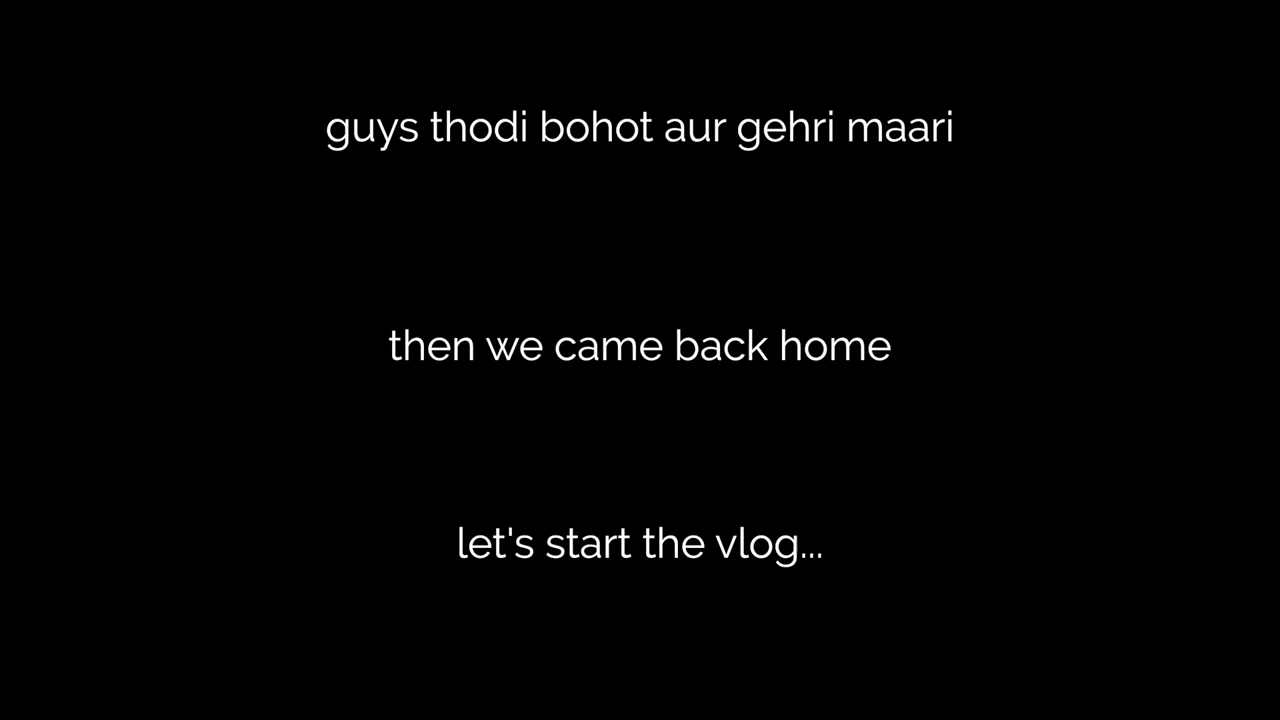 guys thodi bohot aur gehri maari
then we came back home
let's start the vlog...